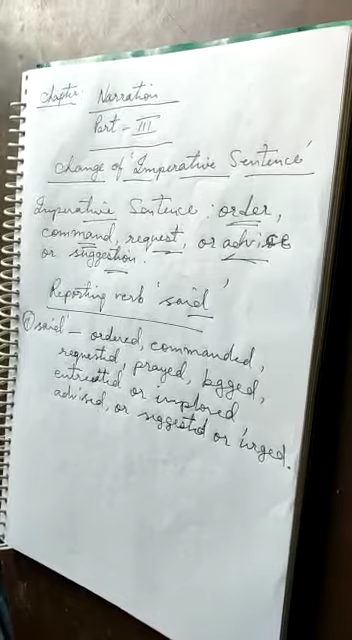 Chapter: Narration
Part - III
Change of 'Imperative Sentence'
Imperative Sentence : order,
command, request, or advice
or suggestion.
Reporting verb 'said'
① said - ordered, commanded,
requested, prayed, begged,
entreated or implored
advised, or suggested or urged.